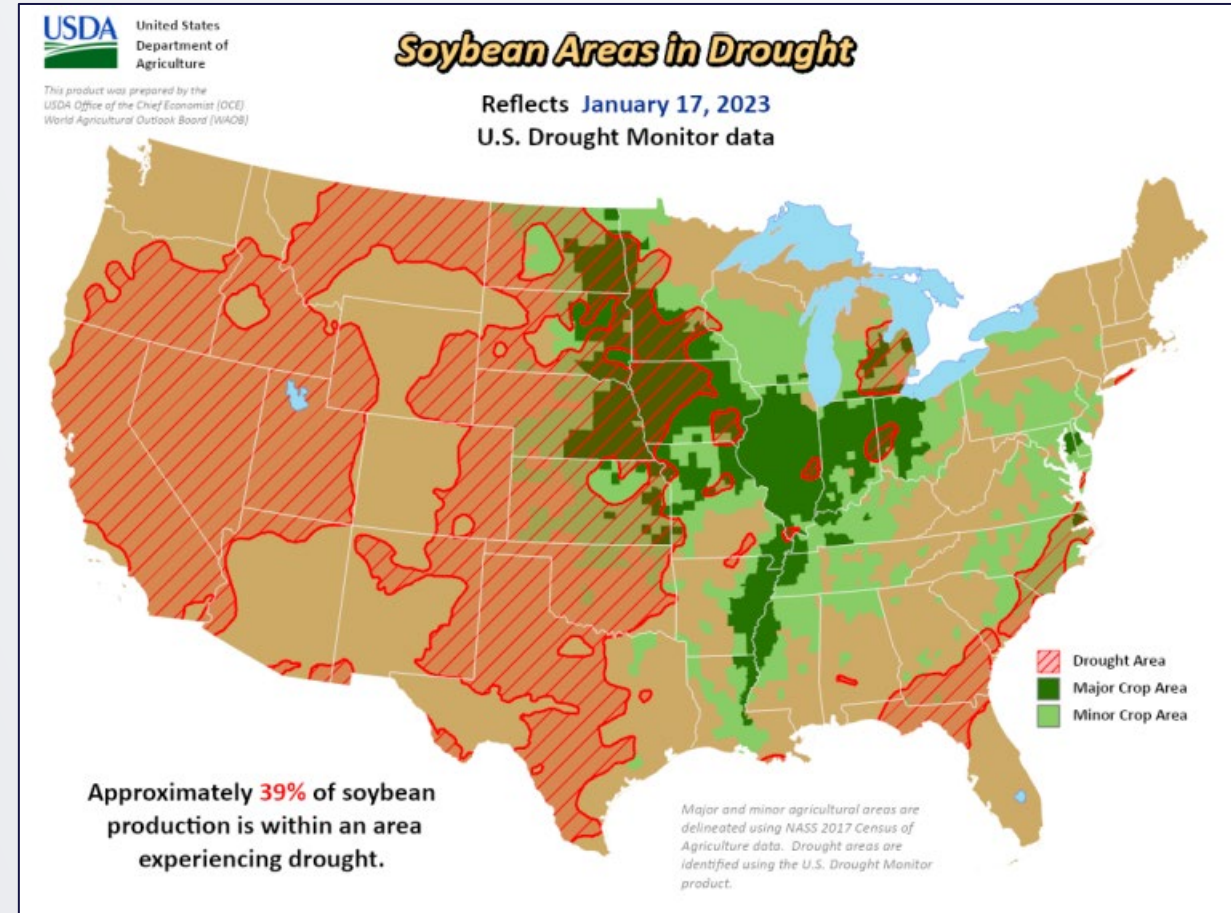 USDA
United States
Department of
Agriculture
This product was prepared by the
USDA Office of the Chief Economist (OCE)
World Agricultural Outlook Board (WAOB)
Soybean Areas in Drought
Reflects January 17, 2023
U.S. Drought Monitor data
Drought Area
Major Crop Area
Minor Crop Area
Approximately 39% of soybean
production is within an area
experiencing drought.
Major and minor agricultural areas are
delineated using NASS 2017 Census of
Agriculture data. Drought areas are
identified using the U.S. Drought Monitor
product.